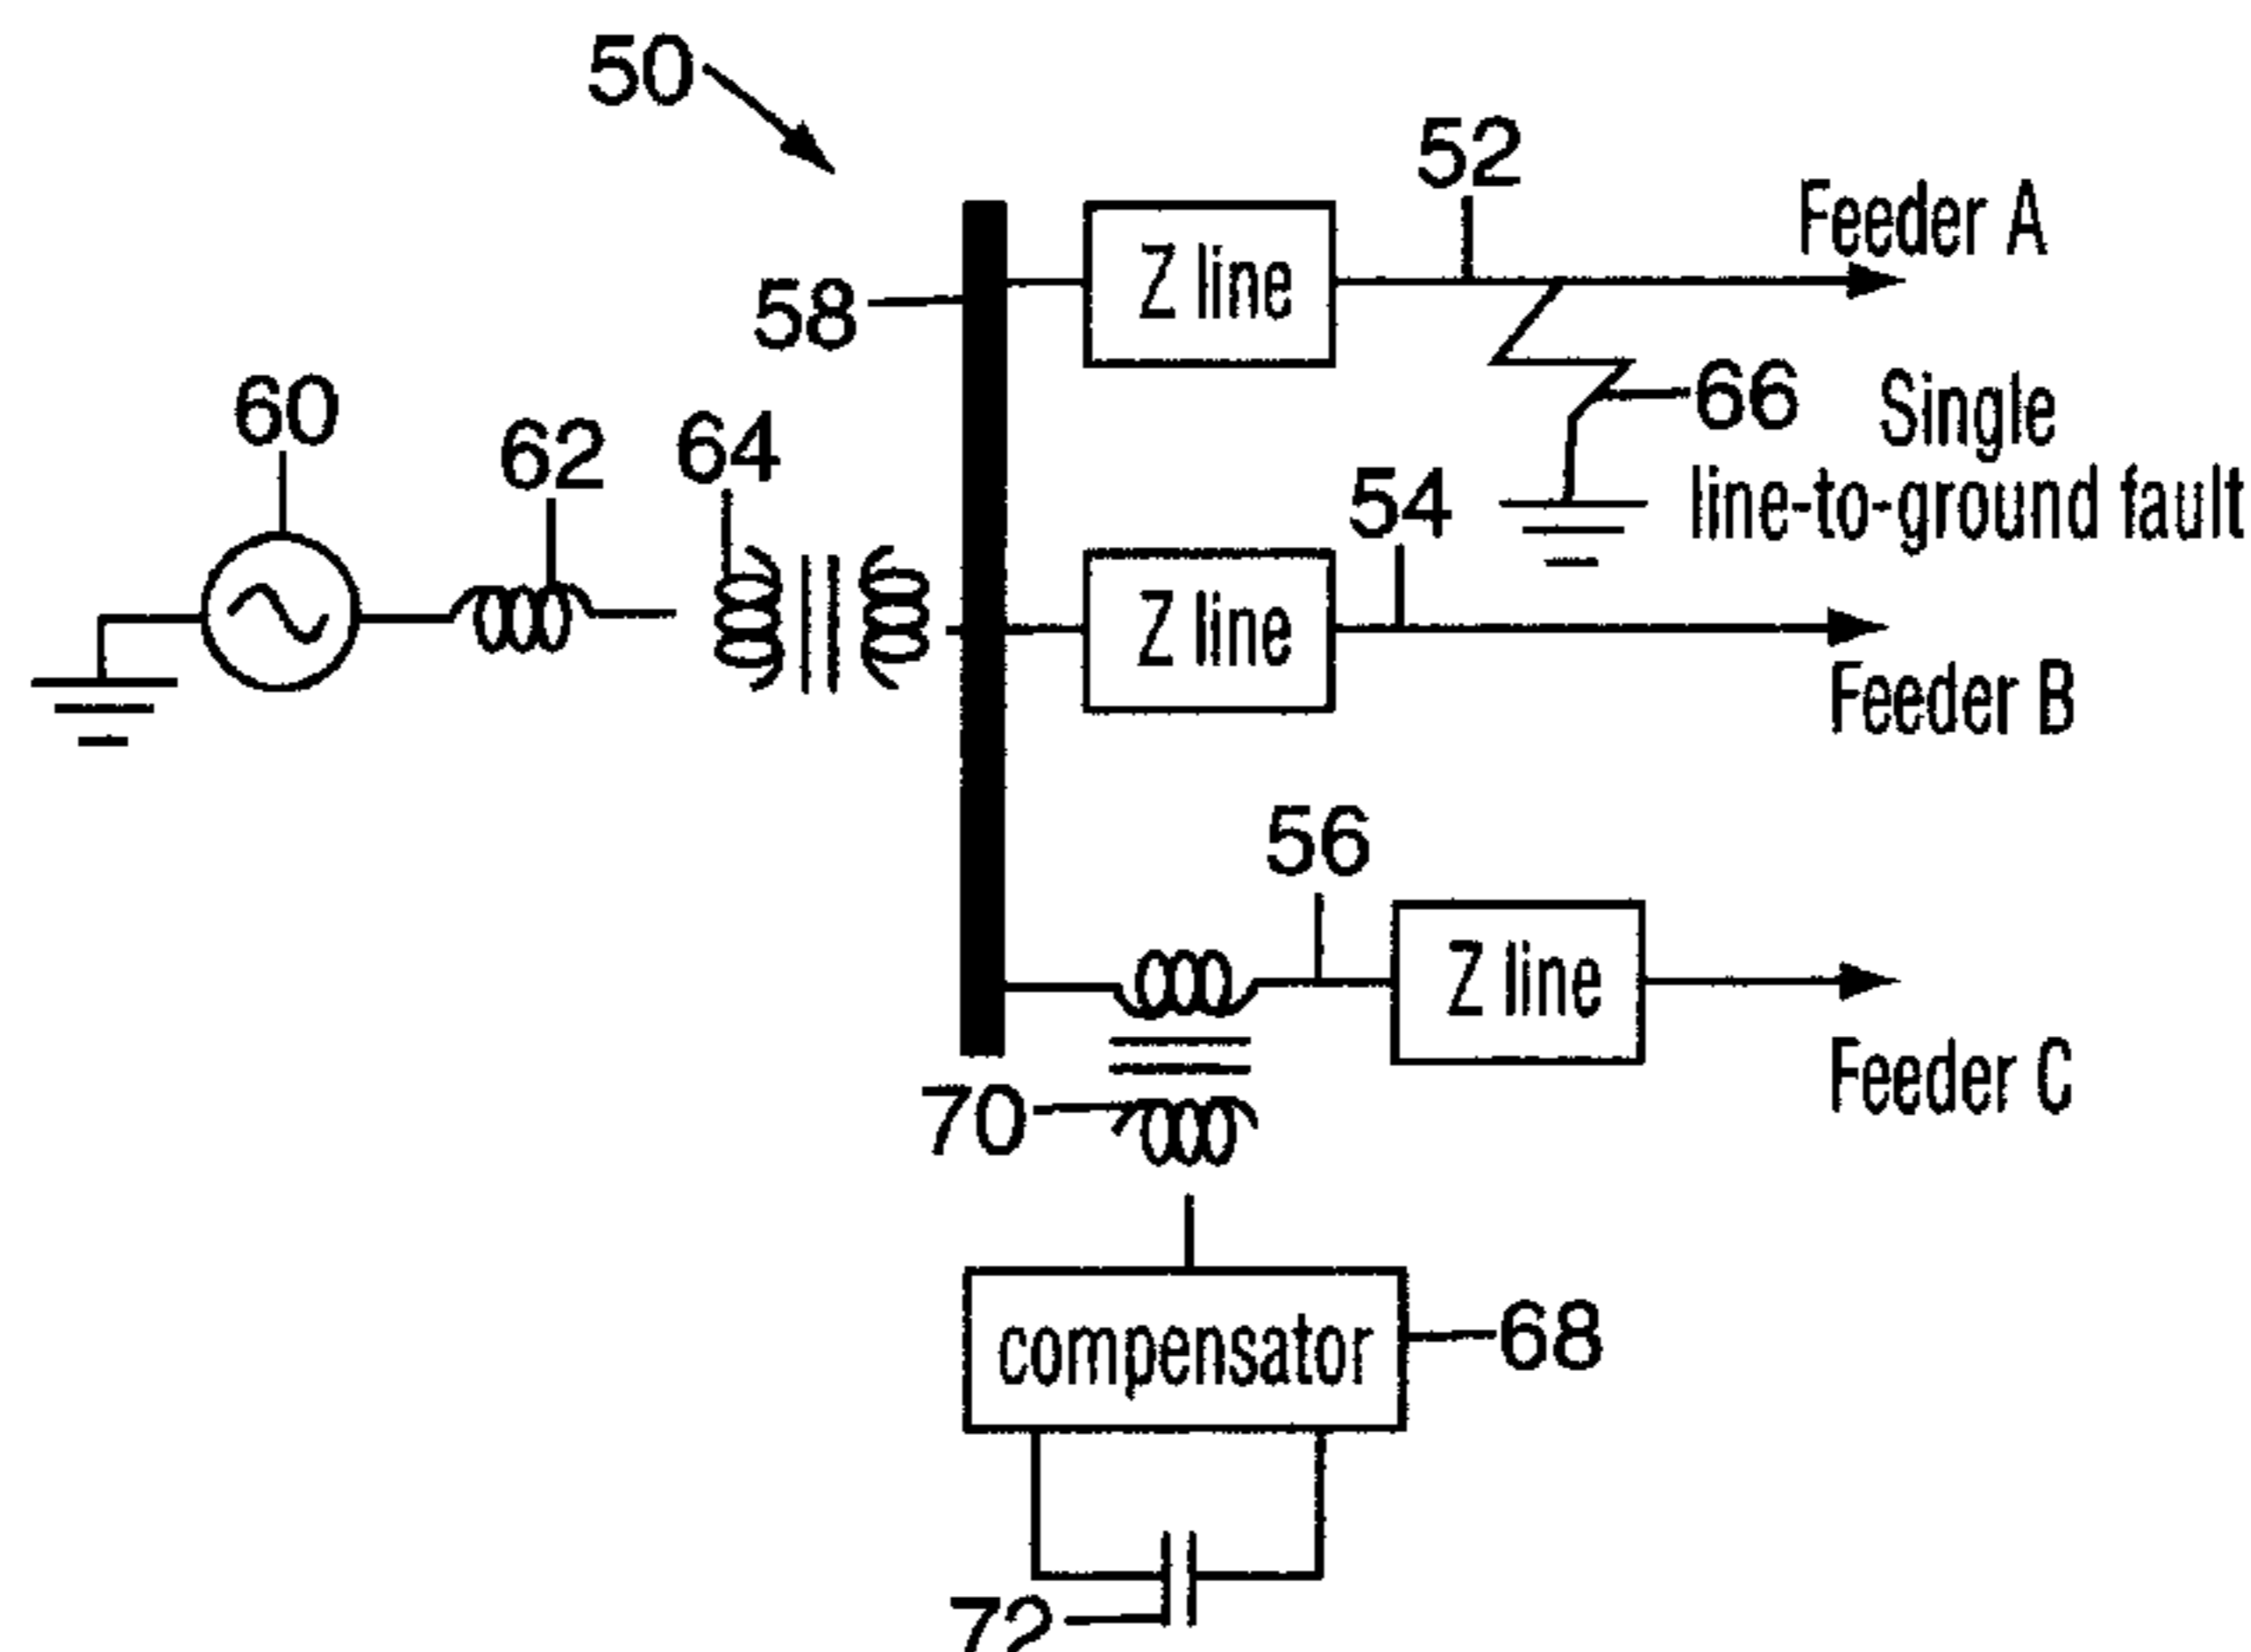 50
52
Feeder A
Z line
58
60
62
64
66
Single
line-to-ground fault
54
Z line
Feeder B
56
Z line
70
Feeder C
compensator
68
72